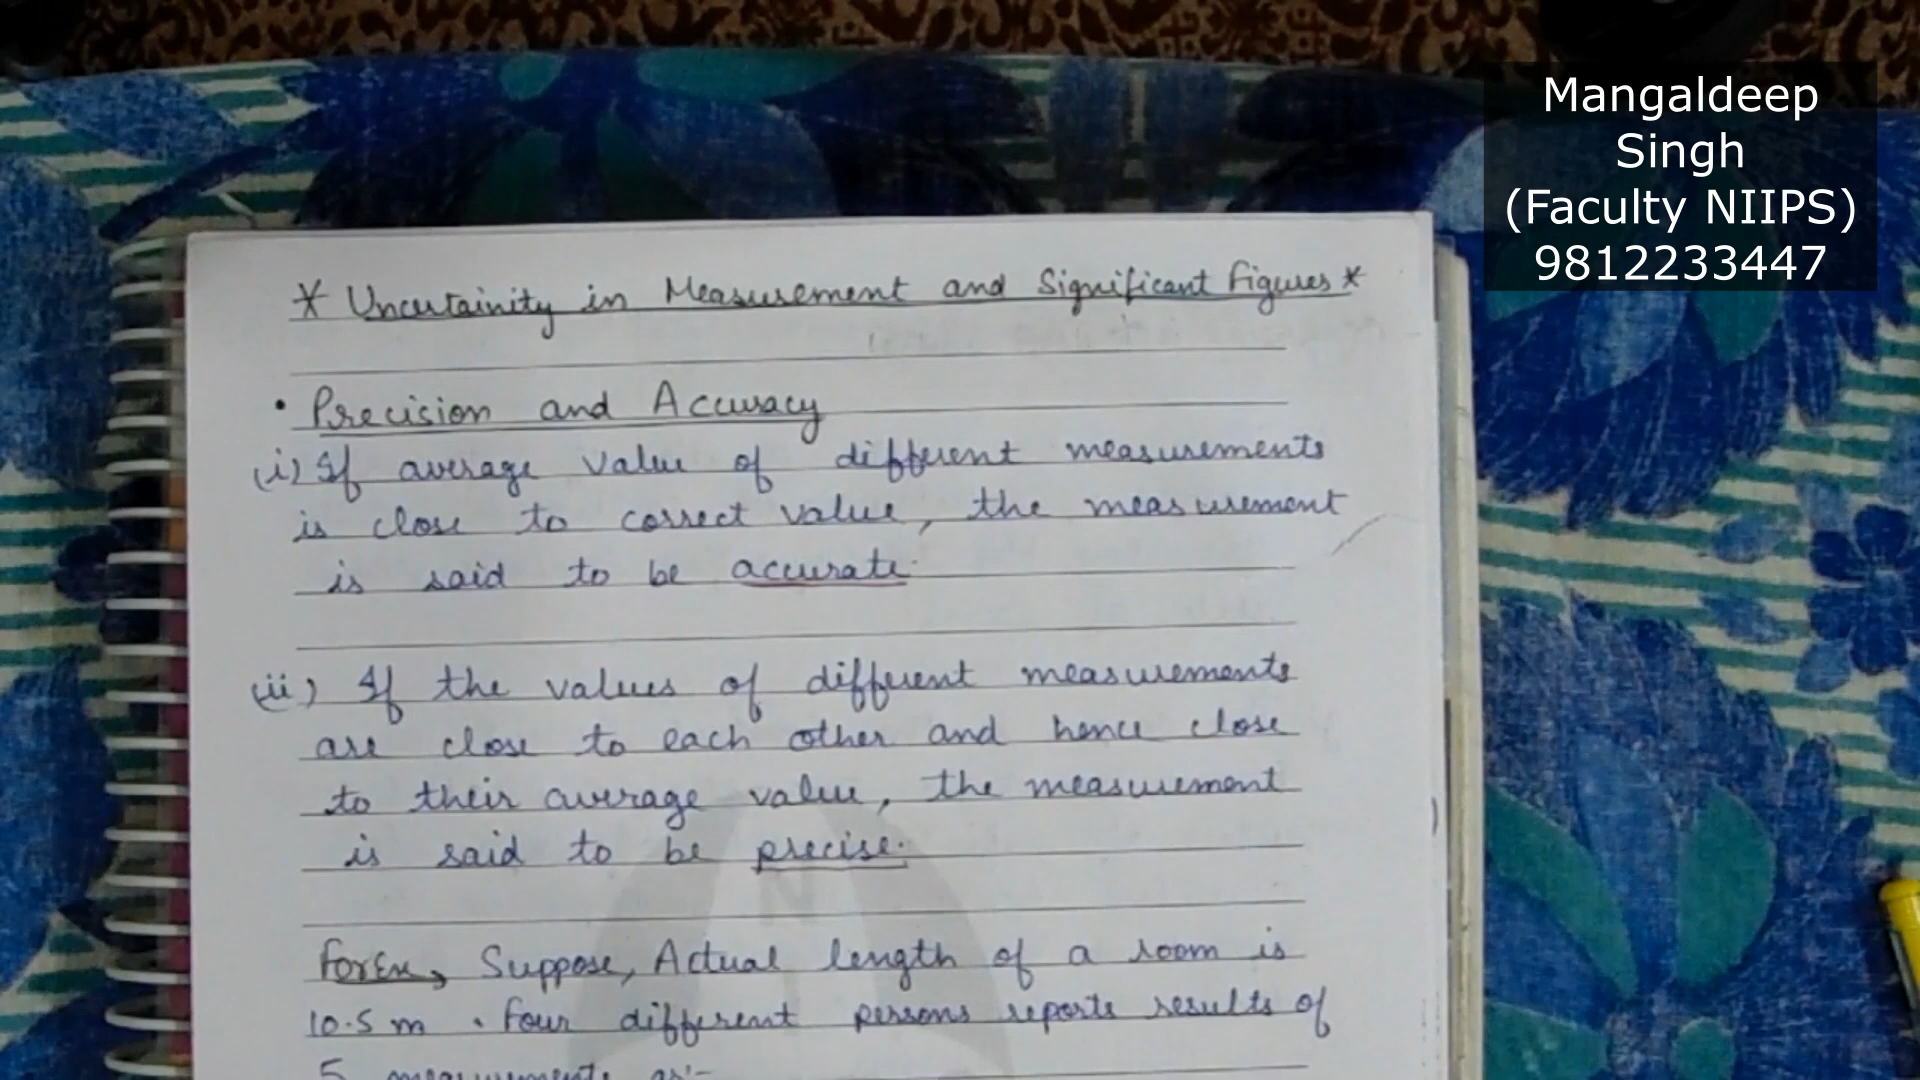 * Uncertainity in Measurement and Significant Figures *
• Precision and Accuracy
(i) If average value of different measurements
is close to correct value, the measurement
is said to be accurate.
(ii) If the values of different measurements
are close to each other and hence close
to their average value, the measurement
is said to be precise.
For Ex, Suppose, Actual length of a room is
10.5 m . Four different persons reports results of
5 measurements as:-
Mangaldeep
Singh
(Faculty NIIPS)
9812233447
N